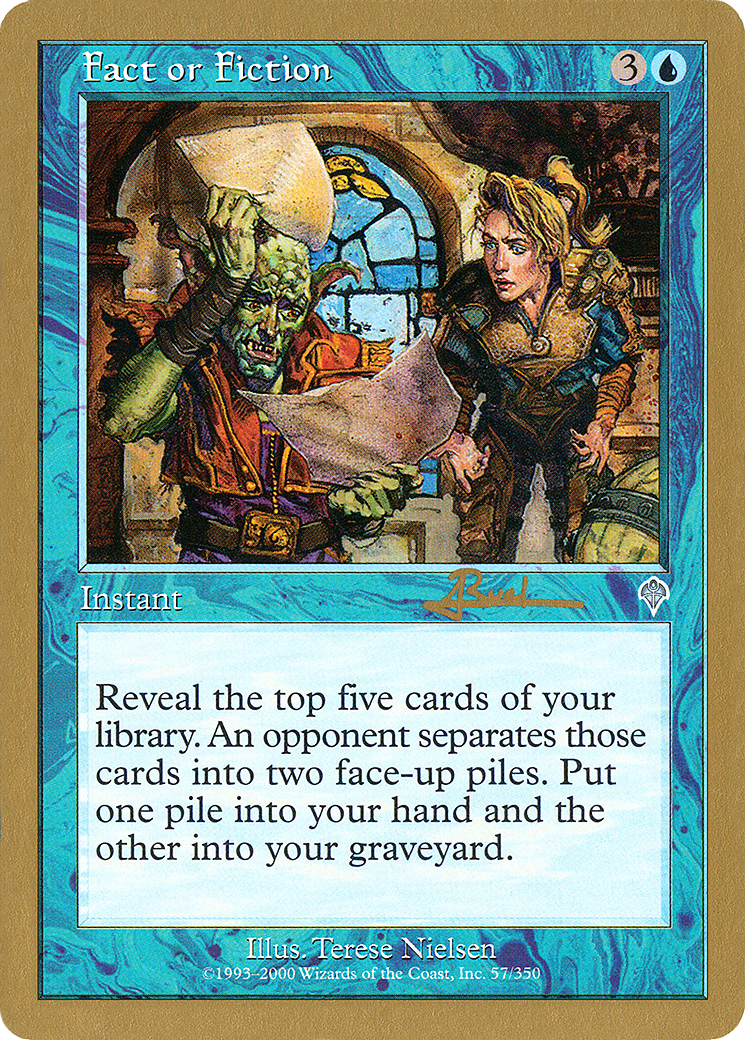 Fact or Fiction
3
Instant
Reveal the top five cards of your
library. An opponent separates those
cards into two face-up piles. Put
one pile into your hand and the
other into your graveyard.
Illus. Terese Nielsen
©1993–2000 Wizards of the Coast, Inc. 57/350